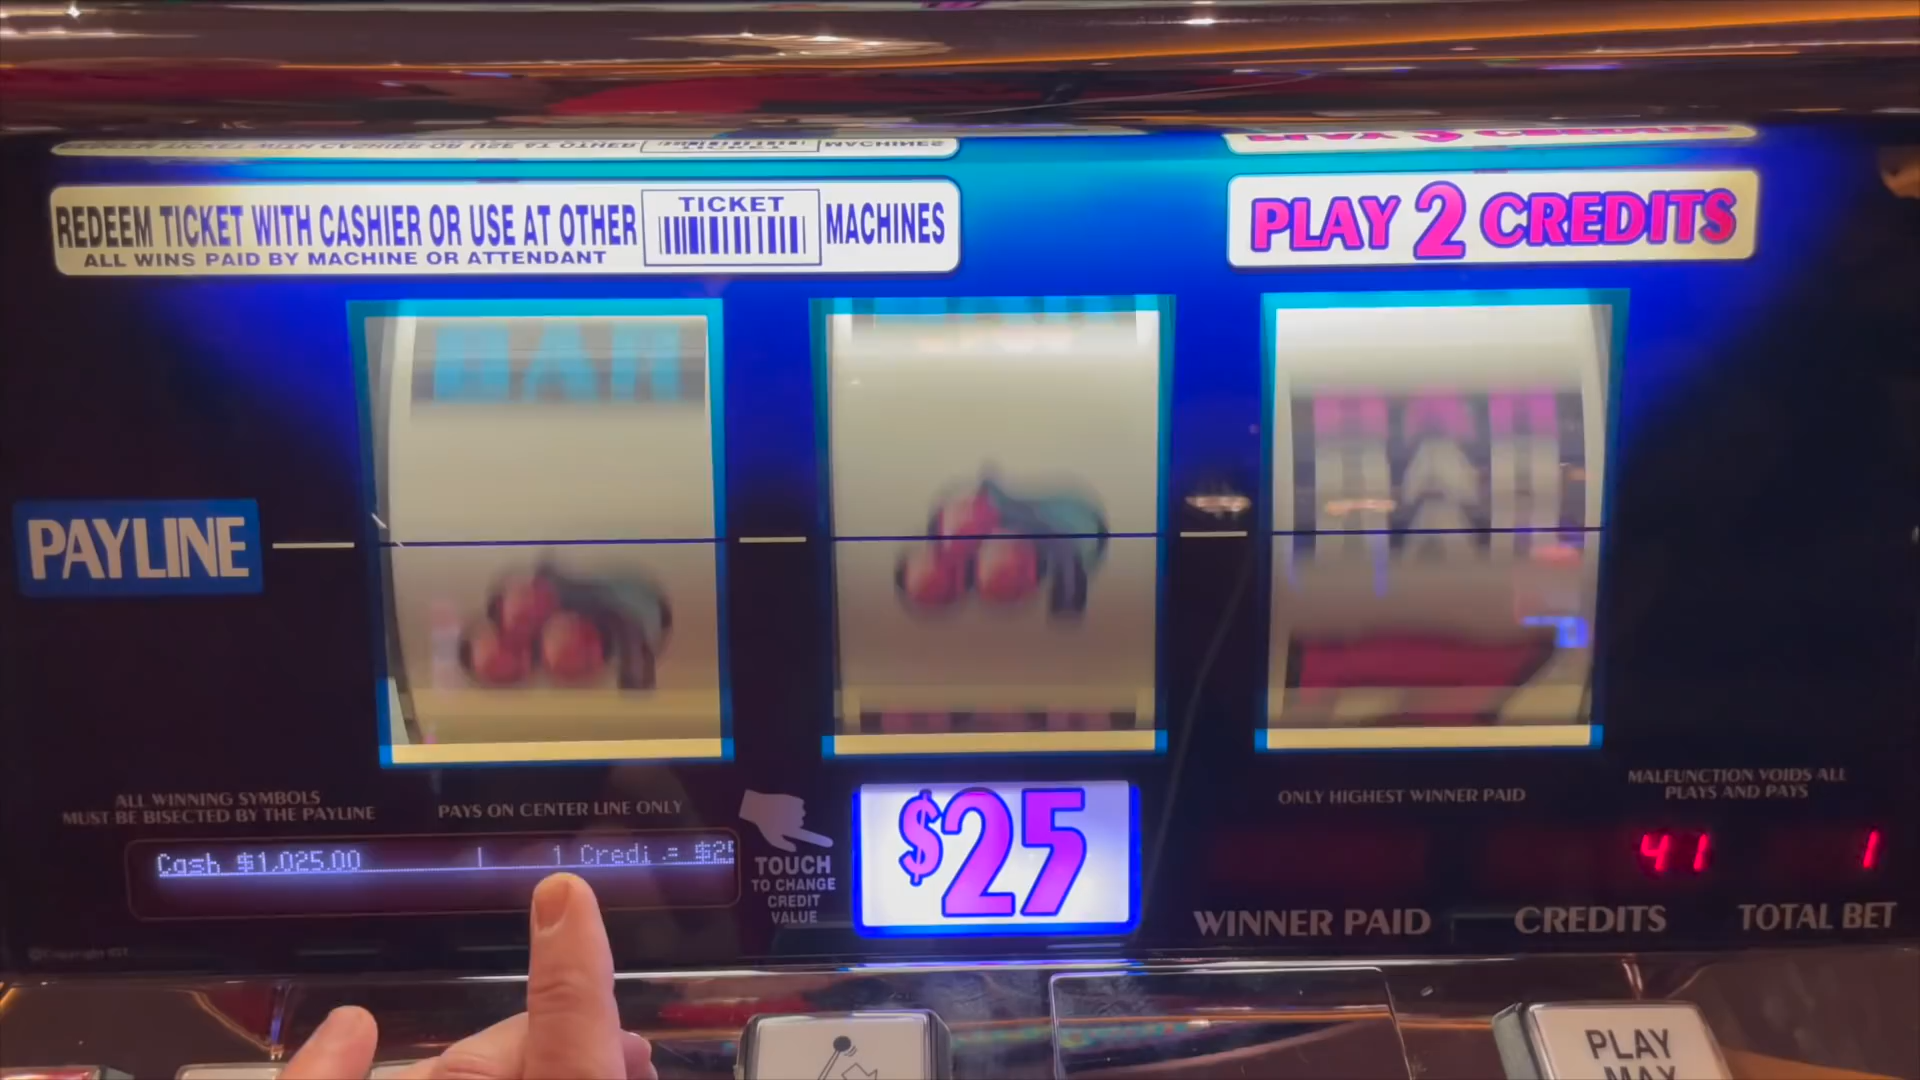 REDEEM TICKET WITH CASHIER OR USE AT OTHER TICKET MACHINES
ALL WINS PAID BY MACHINE OR ATTENDANT
PLAY 2 CREDITS
PAYLINE
ALL WINNING SYMBOLS
MUST BE BISECTED BY THE PAYLINE
PAYS ON CENTER LINE ONLY
Cash $1,025.00 | 1 Credi = $25
TOUCH
TO CHANGE
CREDIT
VALUE
$25
ONLY HIGHEST WINNER PAID
MALFUNCTION VOIDS ALL
PLAYS AND PAYS
41 1
WINNER PAID CREDITS TOTAL BET
PLAY
MAX